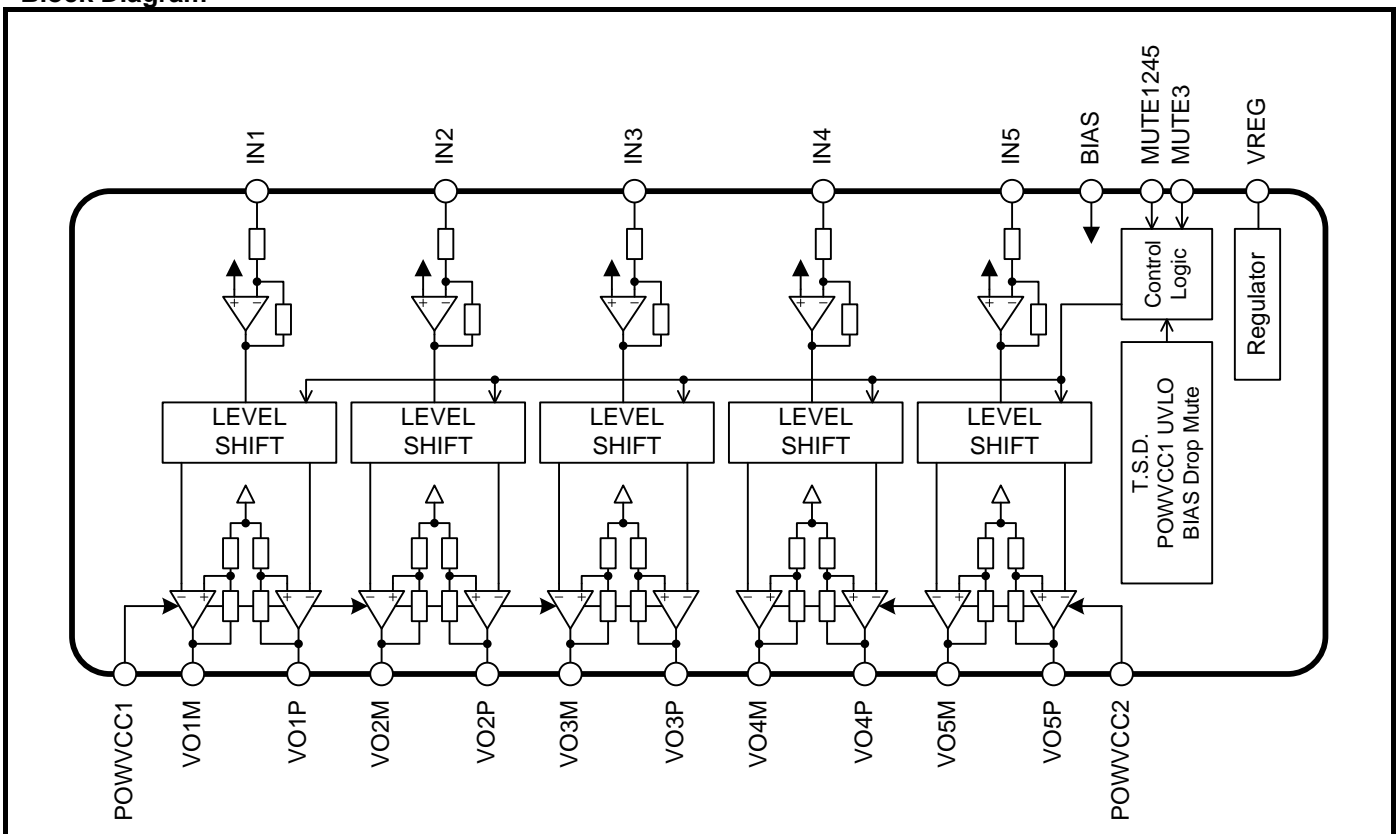 Block Diagram
IN1
IN2
IN3
IN4
IN5
BIAS
MUTE1245
MUTE3
VREG
+ −
+ −
+ −
+ −
+ −
Control
Logic
Regulator
LEVEL
SHIFT
LEVEL
SHIFT
LEVEL
SHIFT
LEVEL
SHIFT
LEVEL
SHIFT
T.S.D.
POWVCC1 UVLO
BIAS Drop Mute
− +
− +
− +
− +
− +
− +
− +
− +
− +
− +
POWVCC1
VO1M
VO1P
VO2M
VO2P
VO3M
VO3P
VO4M
VO4P
VO5M
VO5P
POWVCC2